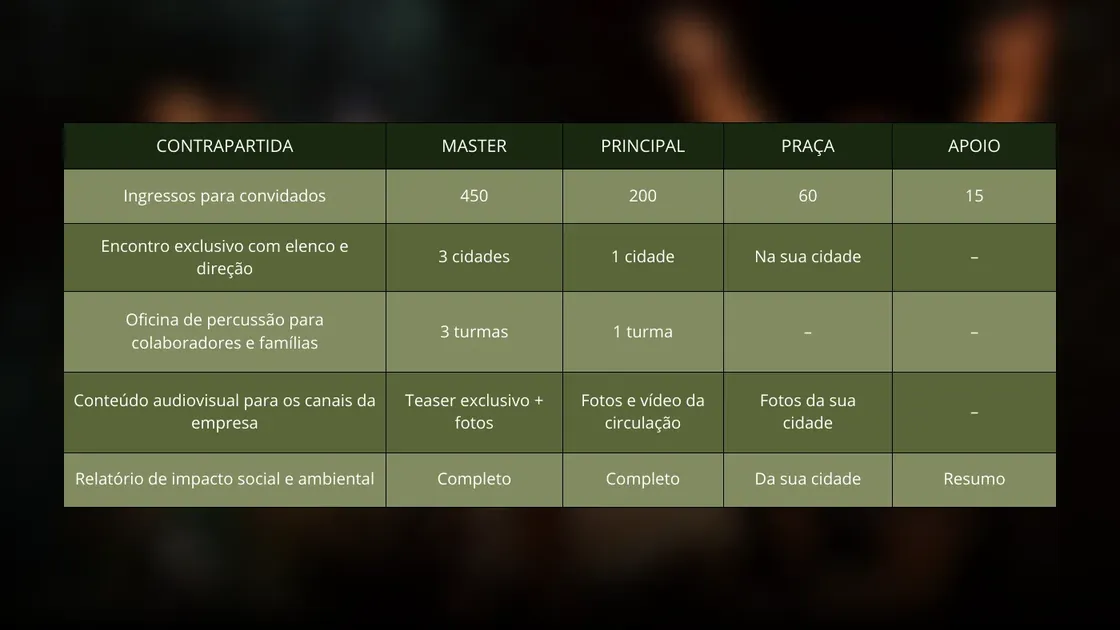 CONTRAPARTIDA MASTER PRINCIPAL PRAÇA APOIO
Ingressos para convidados 450 200 60 15
Encontro exclusivo com elenco e
direção 3 cidades 1 cidade Na sua cidade –
Oficina de percussão para
colaboradores e famílias 3 turmas 1 turma – –
Conteúdo audiovisual para os canais da
empresa
Teaser exclusivo +
fotos
Fotos e vídeo da
circulação
Fotos da sua
cidade
–
Relatório de impacto social e ambiental Completo Completo Da sua cidade Resumo